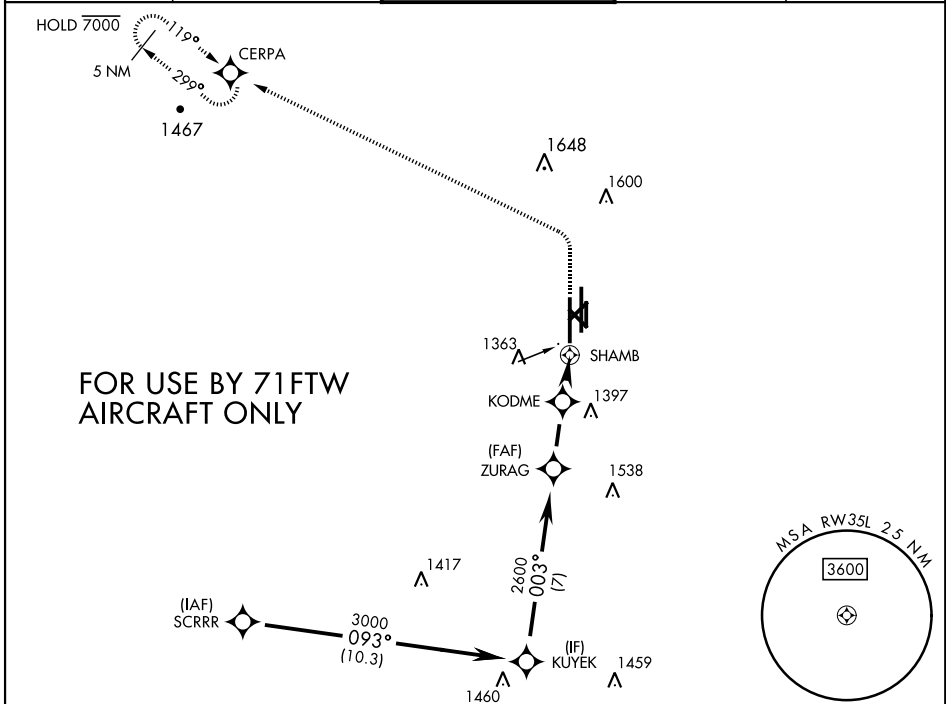 HOLD 7000
119°
CERPA
5 NM
299°
1467
1648
1600
1363
SHAMB
FOR USE BY 71FTW
AIRCRAFT ONLY
KODME
1397
(FAF)
ZURAG
1538
MSA RW35L 25 NM
3600
1417
2600
003°
(7)
(IAF)
SCRRR
3000
093°
(10.3)
(IF)
KUYEK
1459
1460